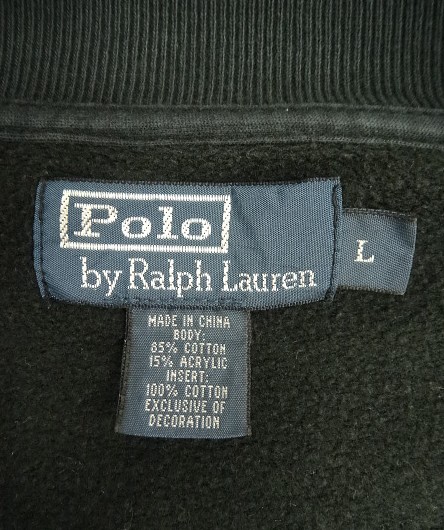 Polo
by Ralph Lauren
L
MADE IN CHINA
BODY:
85% COTTON
15% ACRYLIC
INSERT:
100% COTTON
EXCLUSIVE OF
DECORATION